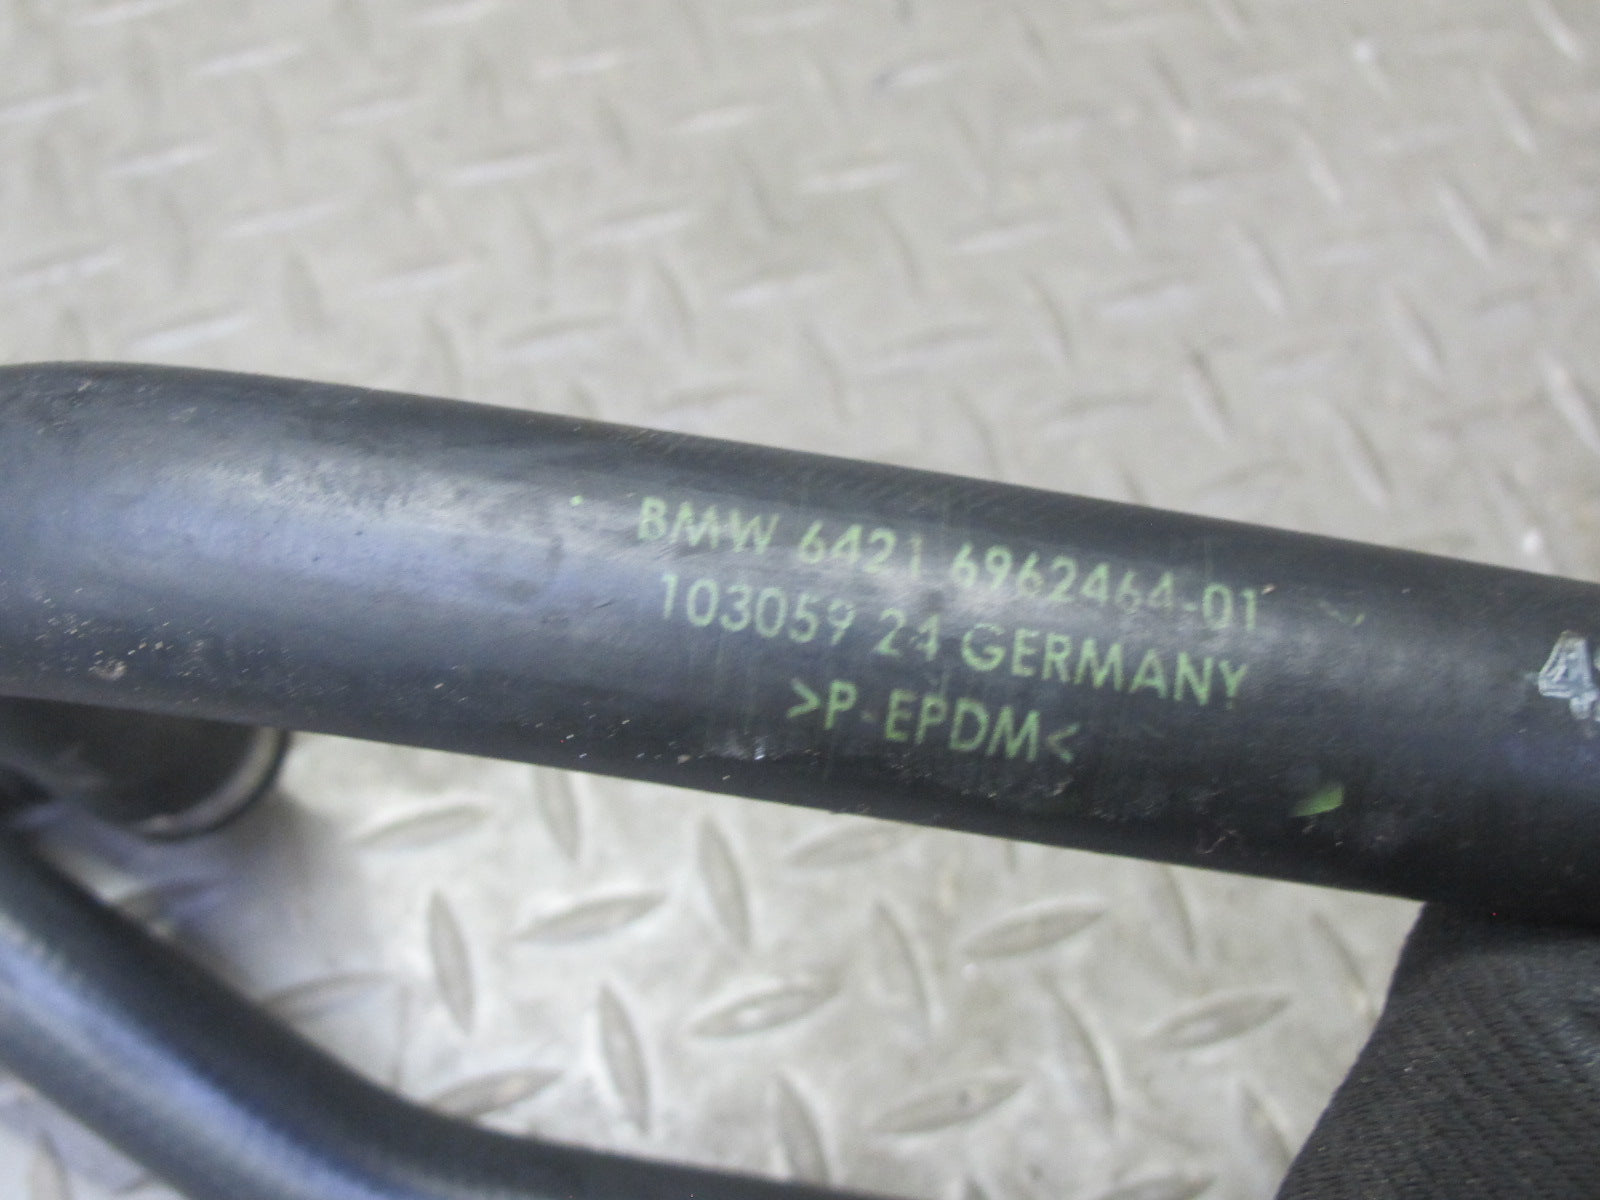 BMW 6421 6962464-01
103059 24 GERMANY
>P-EPDM<